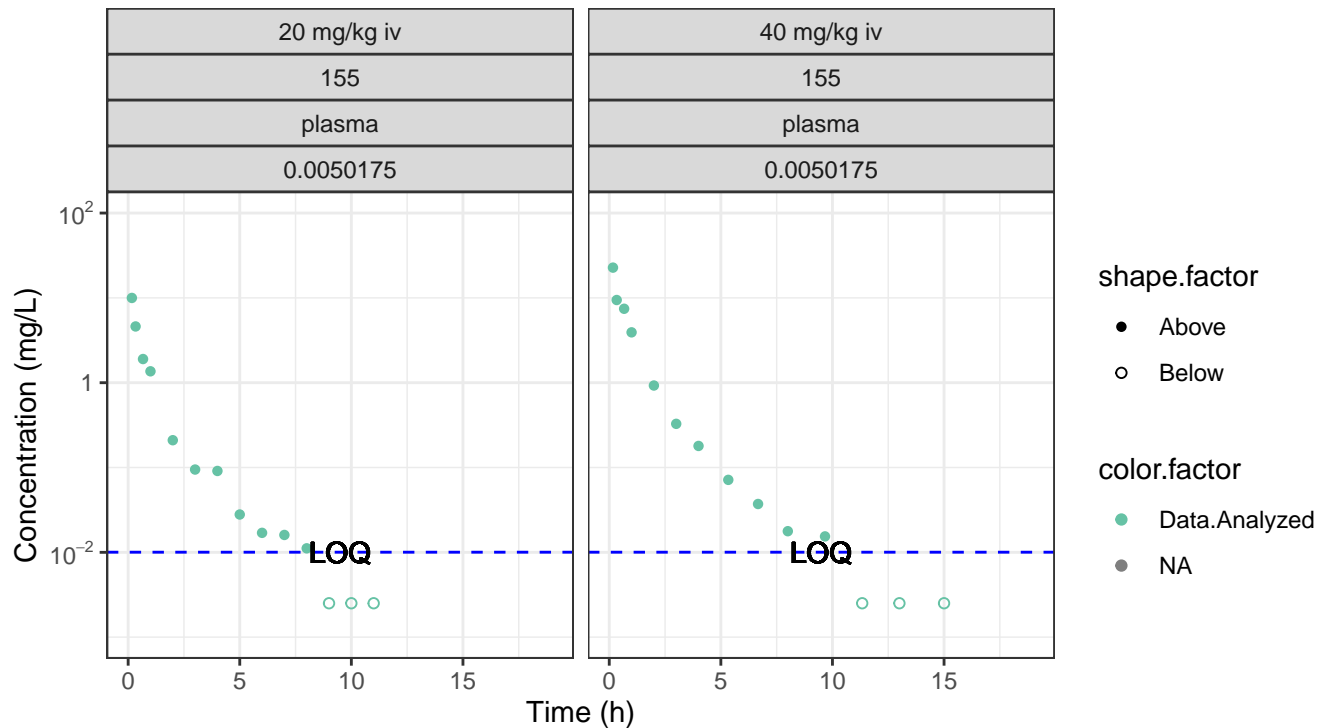 20 mg/kg iv
155
plasma
0.0050175
40 mg/kg iv
155
plasma
0.0050175
Concentration (mg/L)
10²
1
10⁻²
LOQ
LOQ
0 5 10 15
0 5 10 15
Time (h)
shape.factor
Above
Below
color.factor
Data.Analyzed
NA